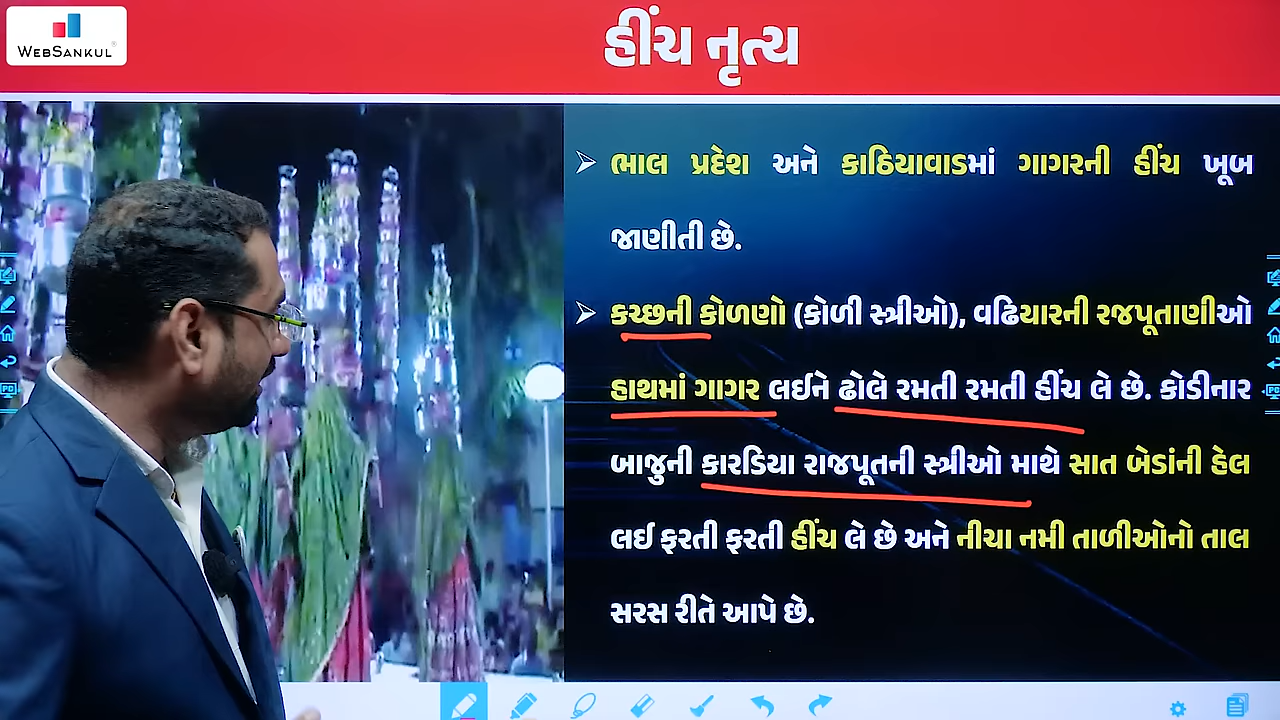 WEBSANKUL®
હીંચ નૃત્ય
➢ ભાલ પ્રદેશ અને કાઠિયાવાડમાં ગાગરની હીંચ ખૂબ
જાણીતી છે.
➢ કચ્છની કોળણો (કોળી સ્ત્રીઓ), વઢિયારની રજપૂતાણીઓ
હાથમાં ગાગર લઈને ઢોલે રમતી રમતી હીંચ લે છે. કોડીનાર
બાજુની કારડિયા રાજપૂતની સ્ત્રીઓ માથે સાત બેડાંની હેલ
લઈ ફરતી ફરતી હીંચ લે છે અને નીચા નમી તાળીઓનો તાલ
સરસ રીતે આપે છે.